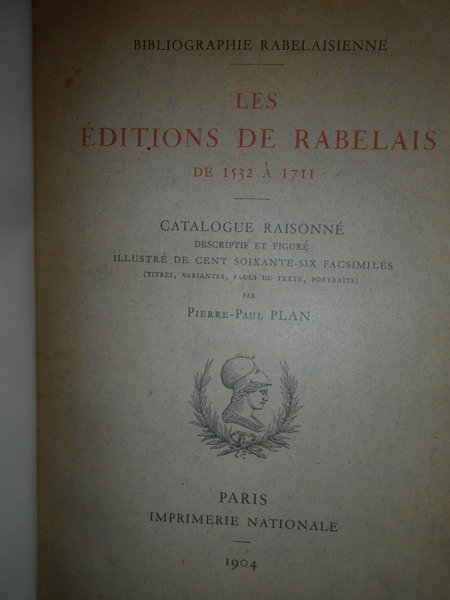 BIBLIOGRAPHIE RABELAISIENNE
LES
ÉDITIONS DE RABELAIS
DE 1532 À 1711
CATALOGUE RAISONNÉ
DESCRIPTIF ET FIGURÉ
ILLUSTRÉ DE CENT SOIXANTE-SIX FACSIMILÉS
(TITRES, VARIANTES, PAGES DE TEXTE, PORTRAITS)
PAR
PIERRE-PAUL PLAN
PARIS
IMPRIMERIE NATIONALE
1904